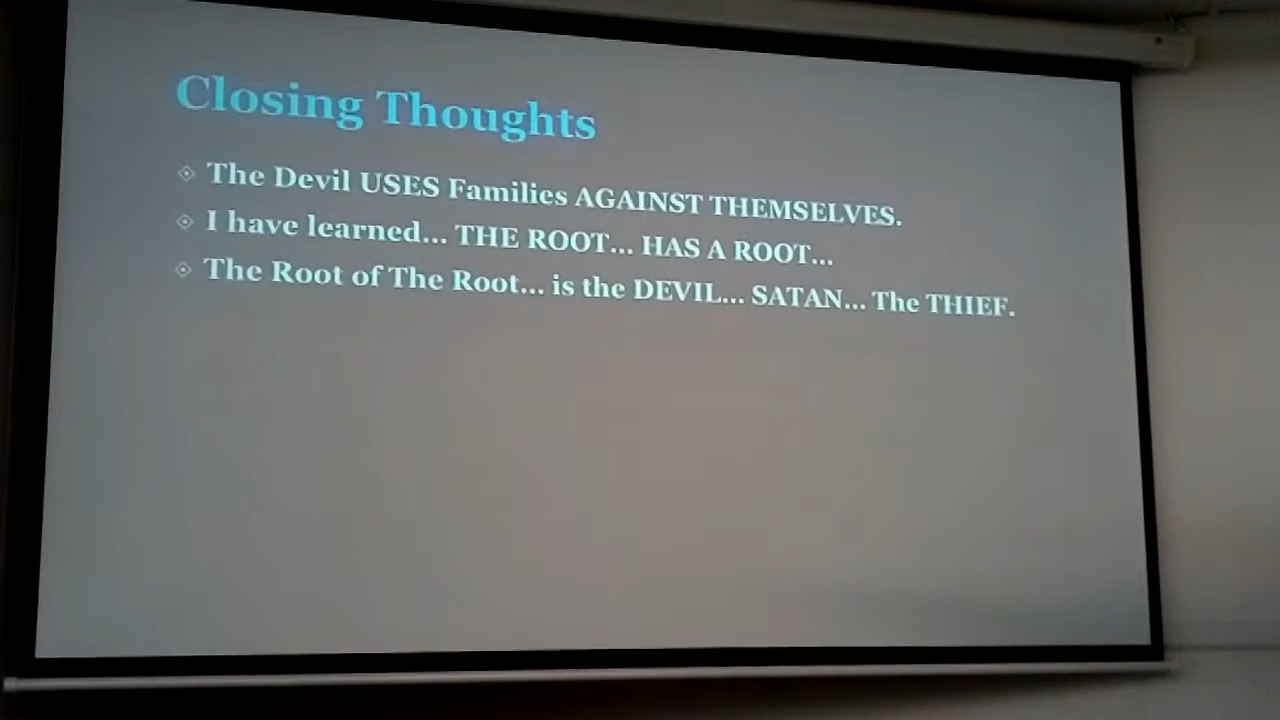 Closing Thoughts
The Devil USES Families AGAINST THEMSELVES.
I have learned... THE ROOT... HAS A ROOT...
The Root of The Root... is the DEVIL... SATAN... The THIEF.